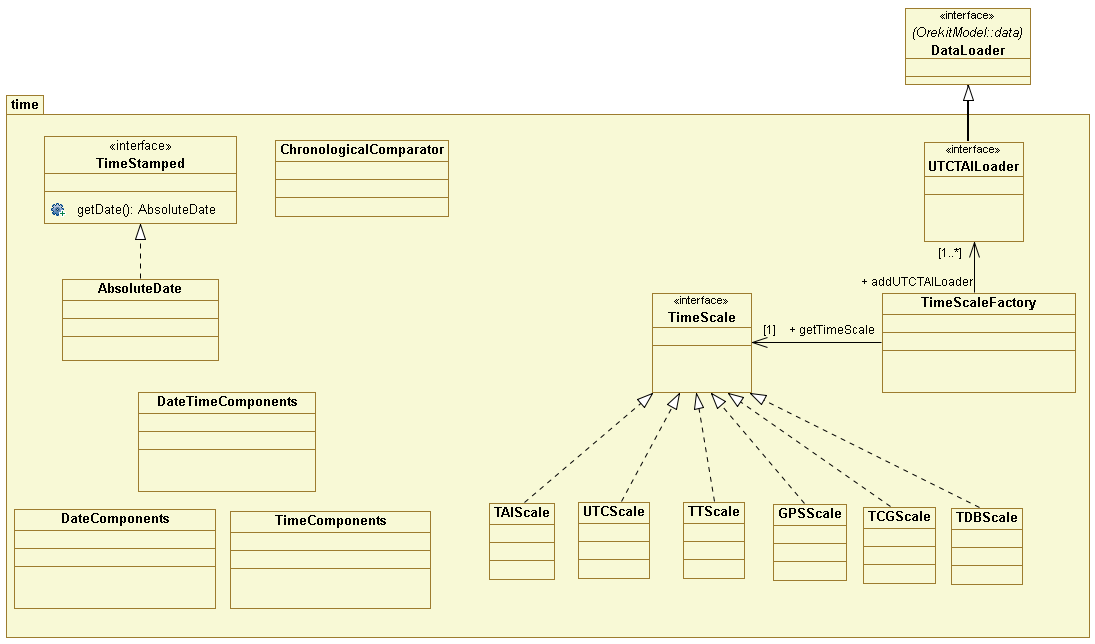 «interface»
(OrekitModel::data)
DataLoader
time
«interface»
TimeStamped
getDate(): AbsoluteDate
ChronologicalComparator
«interface»
UTCTAILoader
[1..*]
+ addUTCTAILoader
AbsoluteDate
«interface»
TimeScale
[1] + getTimeScale
TimeScaleFactory
DateTimeComponents
DateComponents
TimeComponents
TAIScale
UTCScale
TTScale
GPSScale
TCGScale
TDBScale